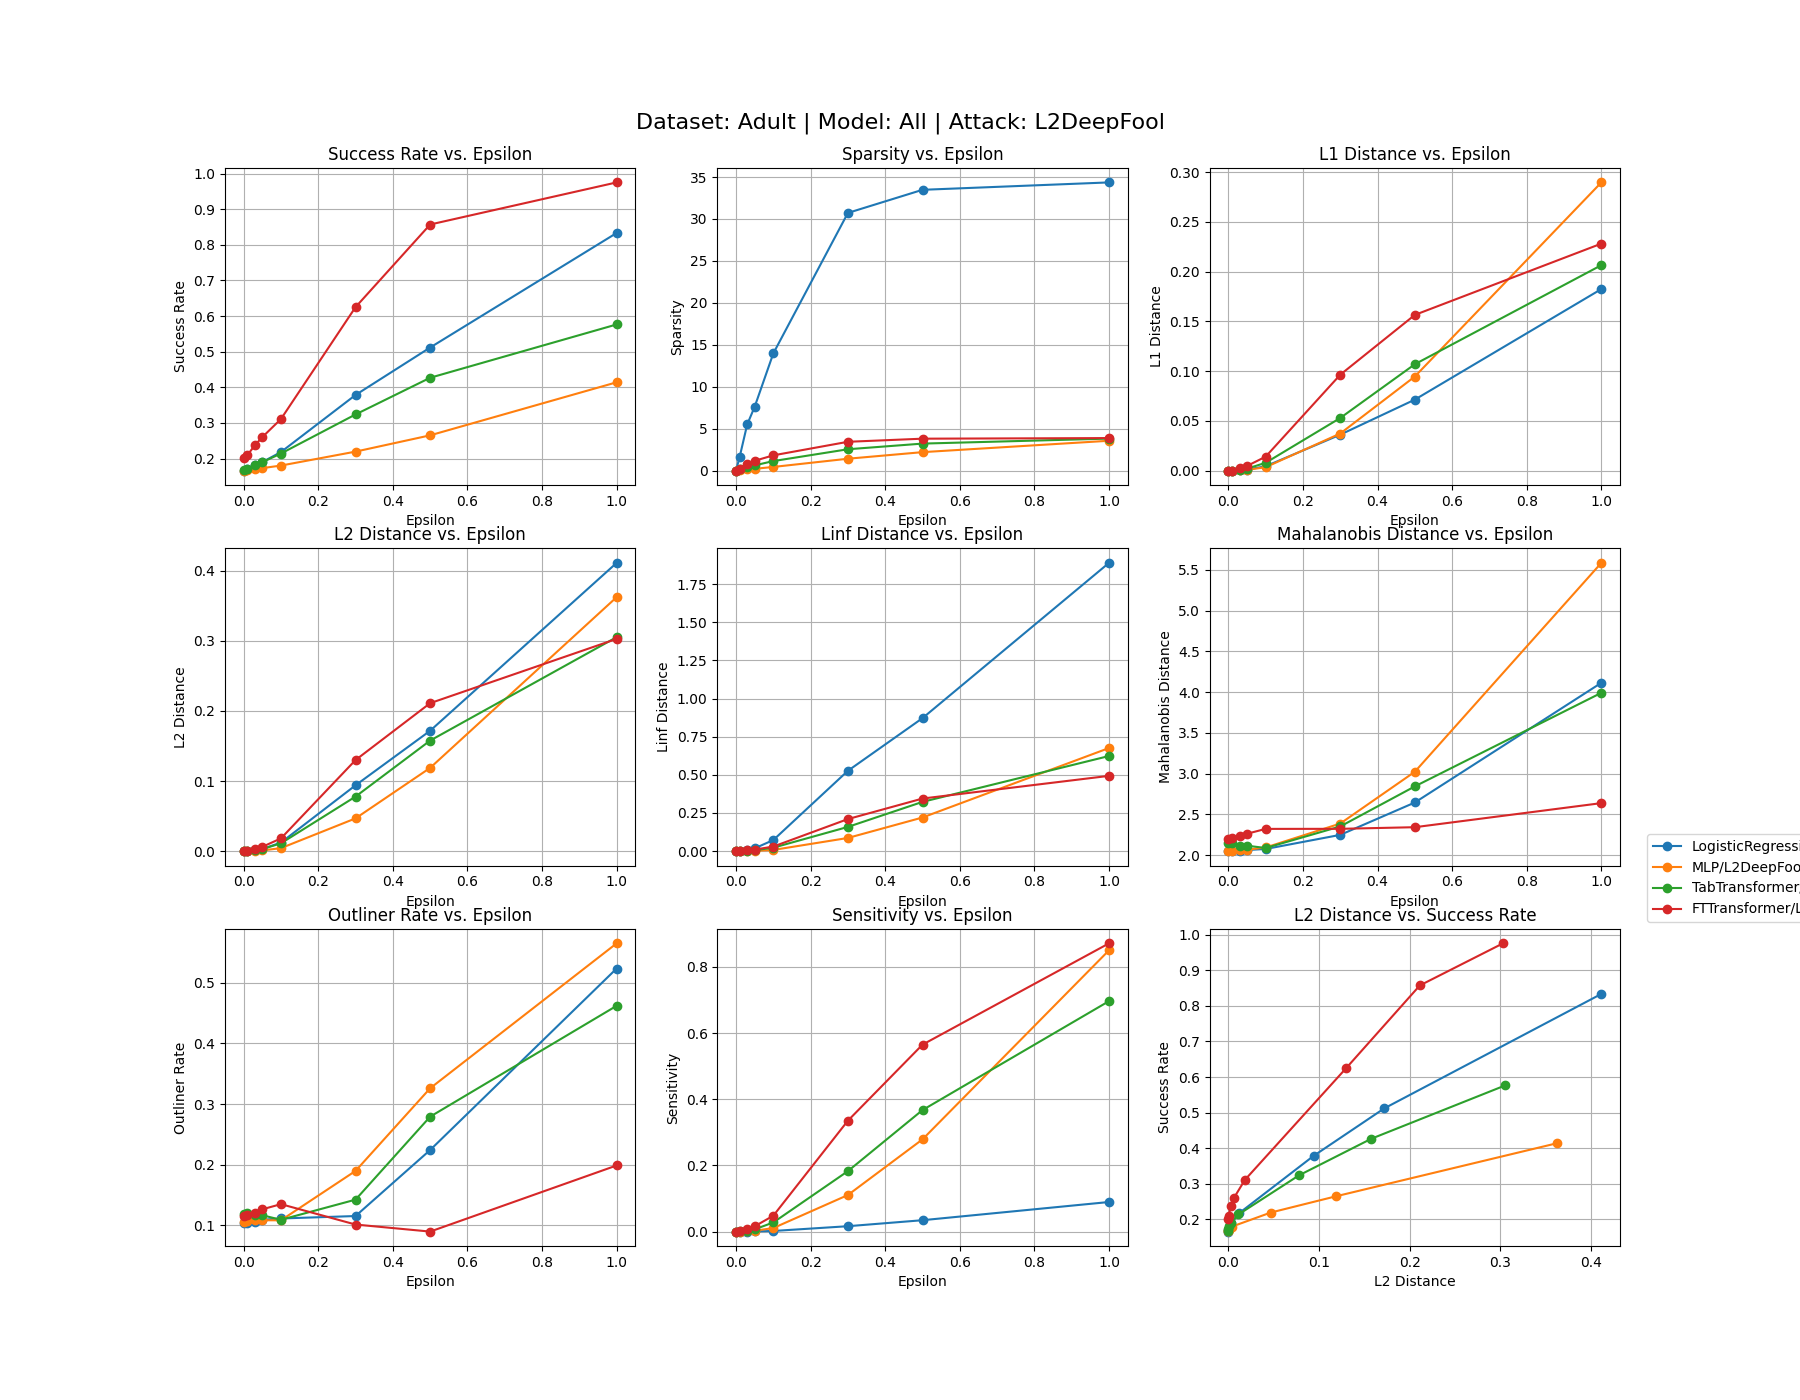 Dataset: Adult | Model: All | Attack: L2DeepFool
Success Rate vs. Epsilon
1.0
0.9
0.8
0.7
0.6
0.5
0.4
0.3
0.2
Success Rate
0.0 0.2 0.4 0.6 0.8 1.0
Epsilon
Sparsity vs. Epsilon
35
30
25
20
15
10
5
0
Sparsity
0.0 0.2 0.4 0.6 0.8 1.0
Epsilon
L1 Distance vs. Epsilon
0.30
0.25
0.20
0.15
0.10
0.05
0.00
L1 Distance
0.0 0.2 0.4 0.6 0.8 1.0
Epsilon
L2 Distance vs. Epsilon
0.4
0.3
0.2
0.1
0.0
L2 Distance
0.0 0.2 0.4 0.6 0.8 1.0
Epsilon
Linf Distance vs. Epsilon
1.75
1.50
1.25
1.00
0.75
0.50
0.25
0.00
Linf Distance
0.0 0.2 0.4 0.6 0.8 1.0
Epsilon
Mahalanobis Distance vs. Epsilon
5.5
5.0
4.5
4.0
3.5
3.0
2.5
2.0
Mahalanobis Distance
0.0 0.2 0.4 0.6 0.8 1.0
Epsilon
LogisticRegressi
MLP/L2DeepFoo
TabTransformer/
FTTransformer/L
Outliner Rate vs. Epsilon
0.5
0.4
0.3
0.2
0.1
Outliner Rate
0.0 0.2 0.4 0.6 0.8 1.0
Epsilon
Sensitivity vs. Epsilon
0.8
0.6
0.4
0.2
0.0
Sensitivity
0.0 0.2 0.4 0.6 0.8 1.0
Epsilon
L2 Distance vs. Success Rate
1.0
0.9
0.8
0.7
0.6
0.5
0.4
0.3
0.2
Success Rate
0.0 0.1 0.2 0.3 0.4
L2 Distance